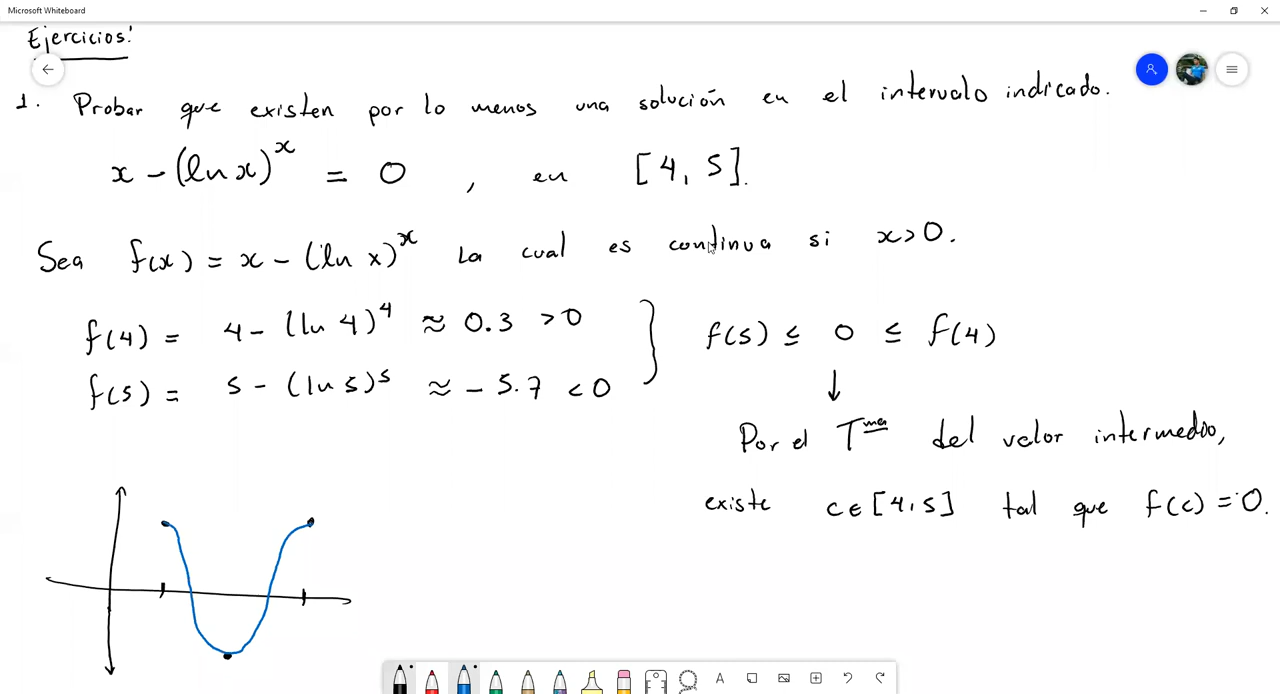 Microsoft Whiteboard
Ejercicios:
1. Probar que existen por lo menos una solución en el intervalo indicado.
x - (ln x)^x = 0 , en [4, 5].
Sea f(x) = x - (ln x)^x La cual es continua si x > 0.
f(4) = 4 - (ln 4)^4 ≈ 0.3 > 0
f(5) = 5 - (ln 5)^5 ≈ - 5.7 < 0
f(5) ≤ 0 ≤ f(4)
↓
Por el T^ma del valor intermedio,
existe c ∈ [4, 5] tal que f(c) = 0.
A